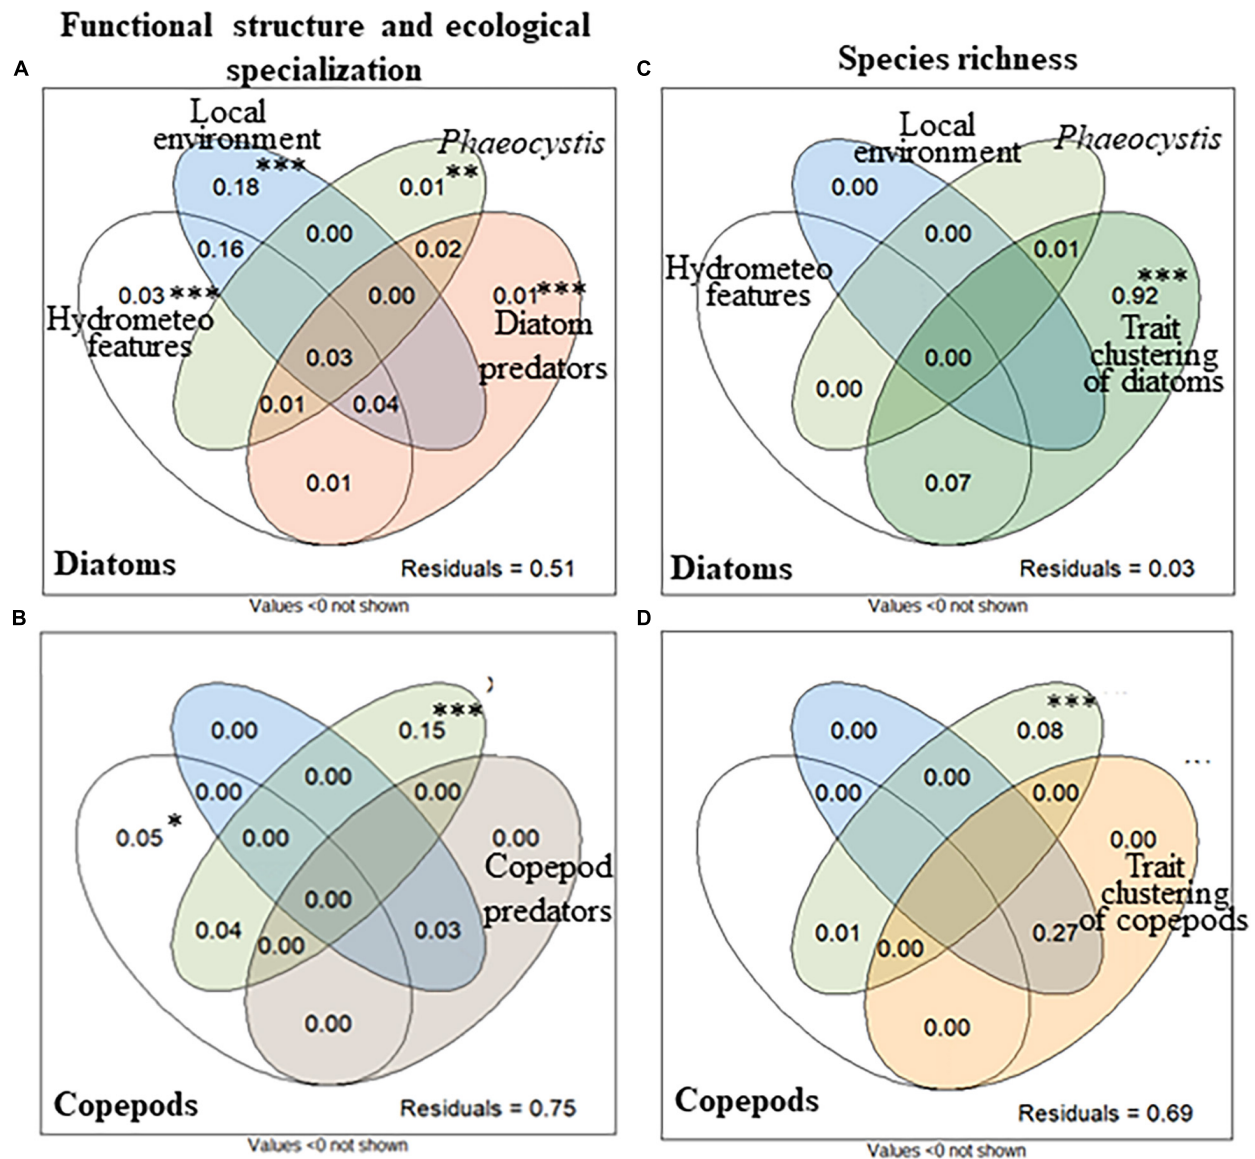 Functional structure and ecological
specialization
A
Local
environment
***
Phaeocystis
**
0.18
0.01
0.00
0.16
0.02
0.03 ***
0.00
0.01 ***
Hydrometeo
features
Diatom
predators
0.03
0.01
0.04
0.01
Diatoms
Residuals = 0.51
Values <0 not shown
Species richness
C
Local
environment
Phaeocystis
0.00
0.00
0.01
Hydrometeo
features
***
0.92
Trait
clustering
of diatoms
0.00
0.00
0.07
Diatoms
Residuals = 0.03
Values <0 not shown
B
***
0.00
0.15
0.00
0.00
0.00
0.05 *
0.00
0.00
Copepod
predators
0.00
0.04
0.00
0.03
0.00
Copepods
Residuals = 0.75
Values <0 not shown
D
***
0.00
0.08
0.00
0.00
0.00
0.00
Trait
clustering
of copepods
0.01
0.00
0.27
0.00
Copepods
Residuals = 0.69
Values <0 not shown